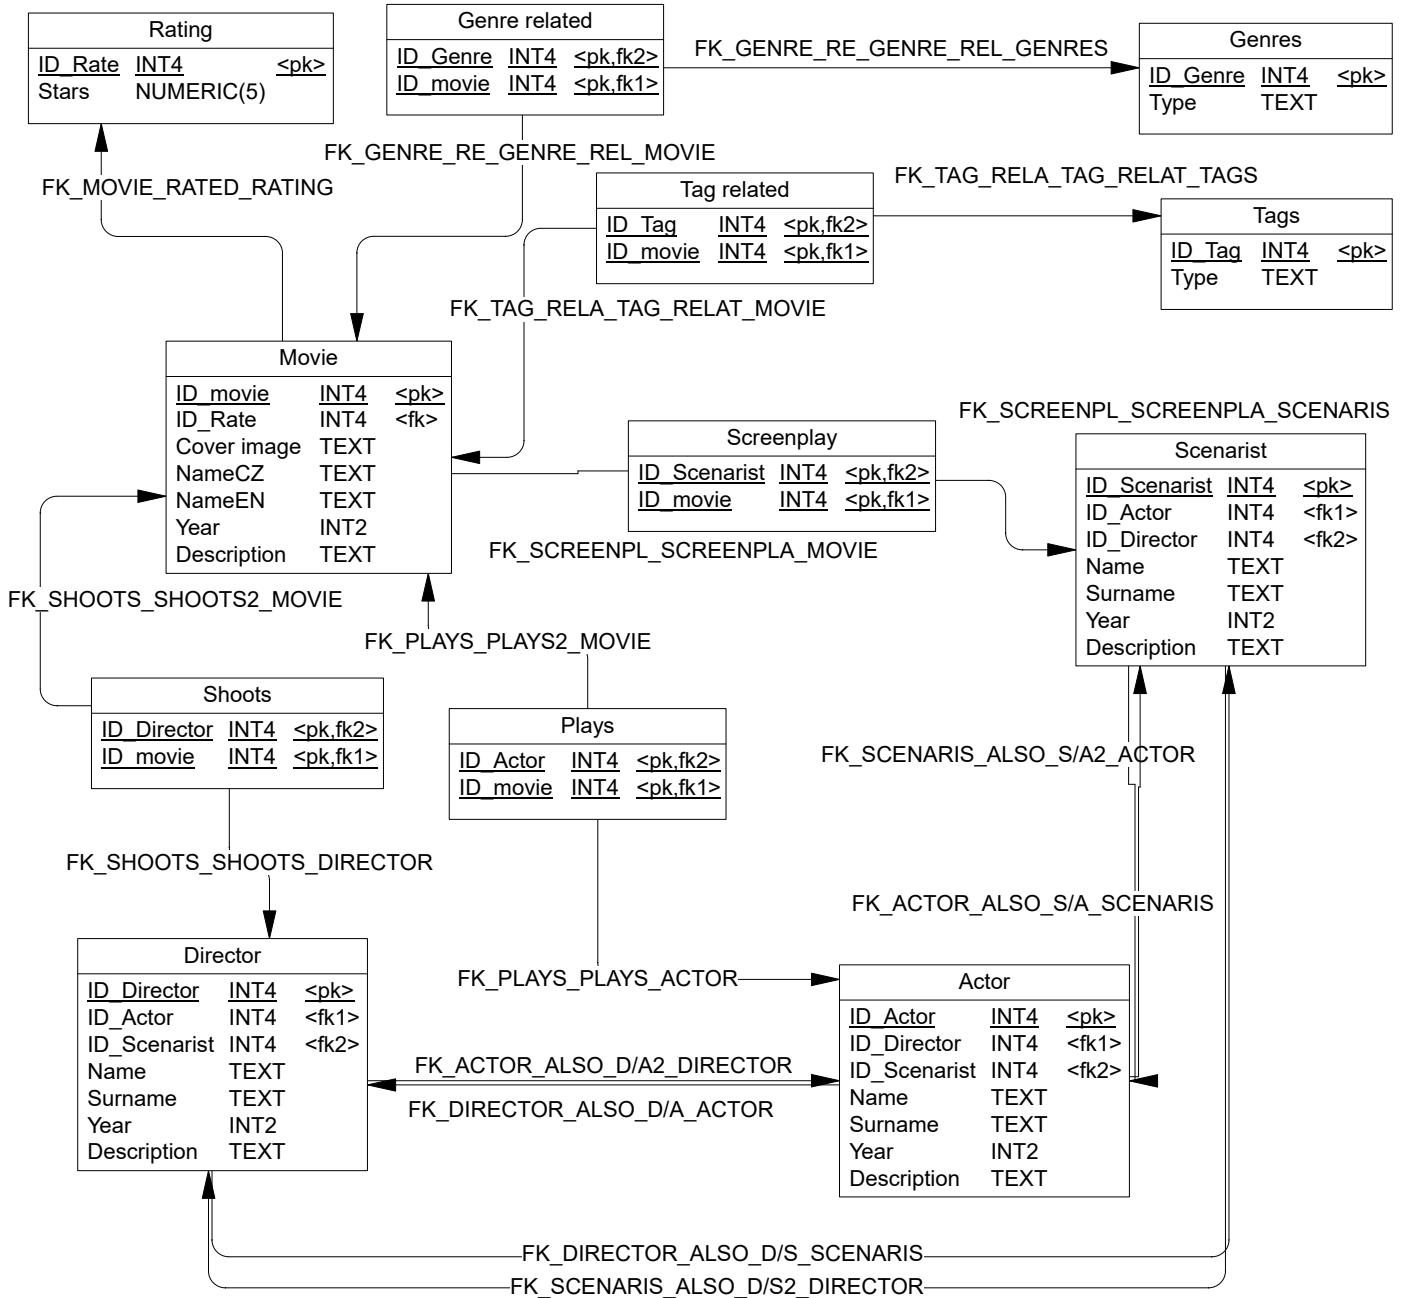 Rating
ID_Rate INT4 <pk>
Stars NUMERIC(5)
Genre related
ID_Genre INT4 <pk,fk2>
ID_movie INT4 <pk,fk1>
FK_GENRE_RE_GENRE_REL_GENRES
Genres
ID_Genre INT4 <pk>
Type TEXT
FK_GENRE_RE_GENRE_REL_MOVIE
FK_MOVIE_RATED_RATING
Tag related
ID_Tag INT4 <pk,fk2>
ID_movie INT4 <pk,fk1>
FK_TAG_RELA_TAG_RELAT_TAGS
Tags
ID_Tag INT4 <pk>
Type TEXT
FK_TAG_RELA_TAG_RELAT_MOVIE
Movie
ID_movie INT4 <pk>
ID_Rate INT4 <fk>
Cover image TEXT
NameCZ TEXT
NameEN TEXT
Year INT2
Description TEXT
Screenplay
ID_Scenarist INT4 <pk,fk2>
ID_movie INT4 <pk,fk1>
FK_SCREENPL_SCREENPLA_MOVIE
FK_SCREENPL_SCREENPLA_SCENARIS
Scenarist
ID_Scenarist INT4 <pk>
ID_Actor INT4 <fk1>
ID_Director INT4 <fk2>
Name TEXT
Surname TEXT
Year INT2
Description TEXT
FK_SHOOTS_SHOOTS2_MOVIE
FK_PLAYS_PLAYS2_MOVIE
Shoots
ID_Director INT4 <pk,fk2>
ID_movie INT4 <pk,fk1>
Plays
ID_Actor INT4 <pk,fk2>
ID_movie INT4 <pk,fk1>
FK_SCENARIS_ALSO_S/A2_ACTOR
FK_SHOOTS_SHOOTS_DIRECTOR
FK_ACTOR_ALSO_S/A_SCENARIS
Director
ID_Director INT4 <pk>
ID_Actor INT4 <fk1>
ID_Scenarist INT4 <fk2>
Name TEXT
Surname TEXT
Year INT2
Description TEXT
FK_PLAYS_PLAYS_ACTOR
FK_ACTOR_ALSO_D/A2_DIRECTOR
FK_DIRECTOR_ALSO_D/A_ACTOR
Actor
ID_Actor INT4 <pk>
ID_Director INT4 <fk1>
ID_Scenarist INT4 <fk2>
Name TEXT
Surname TEXT
Year INT2
Description TEXT
FK_DIRECTOR_ALSO_D/S_SCENARIS
FK_SCENARIS_ALSO_D/S2_DIRECTOR